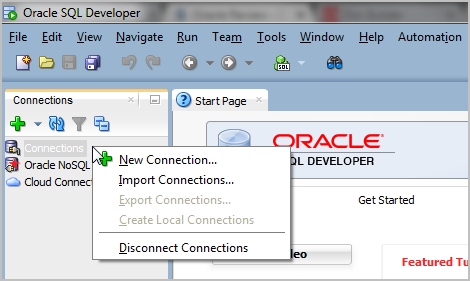 Oracle SQL Developer
File Edit View Navigate Run Team Tools Window Help Automation
SQL
Connections
Start Page
Connections
Oracle NoSQL
Cloud Connect
New Connection...
Import Connections...
Export Connections...
Create Local Connections
Disconnect Connections
ORACLE
QL DEVELOPER
Get Started
leo
Featured Tu